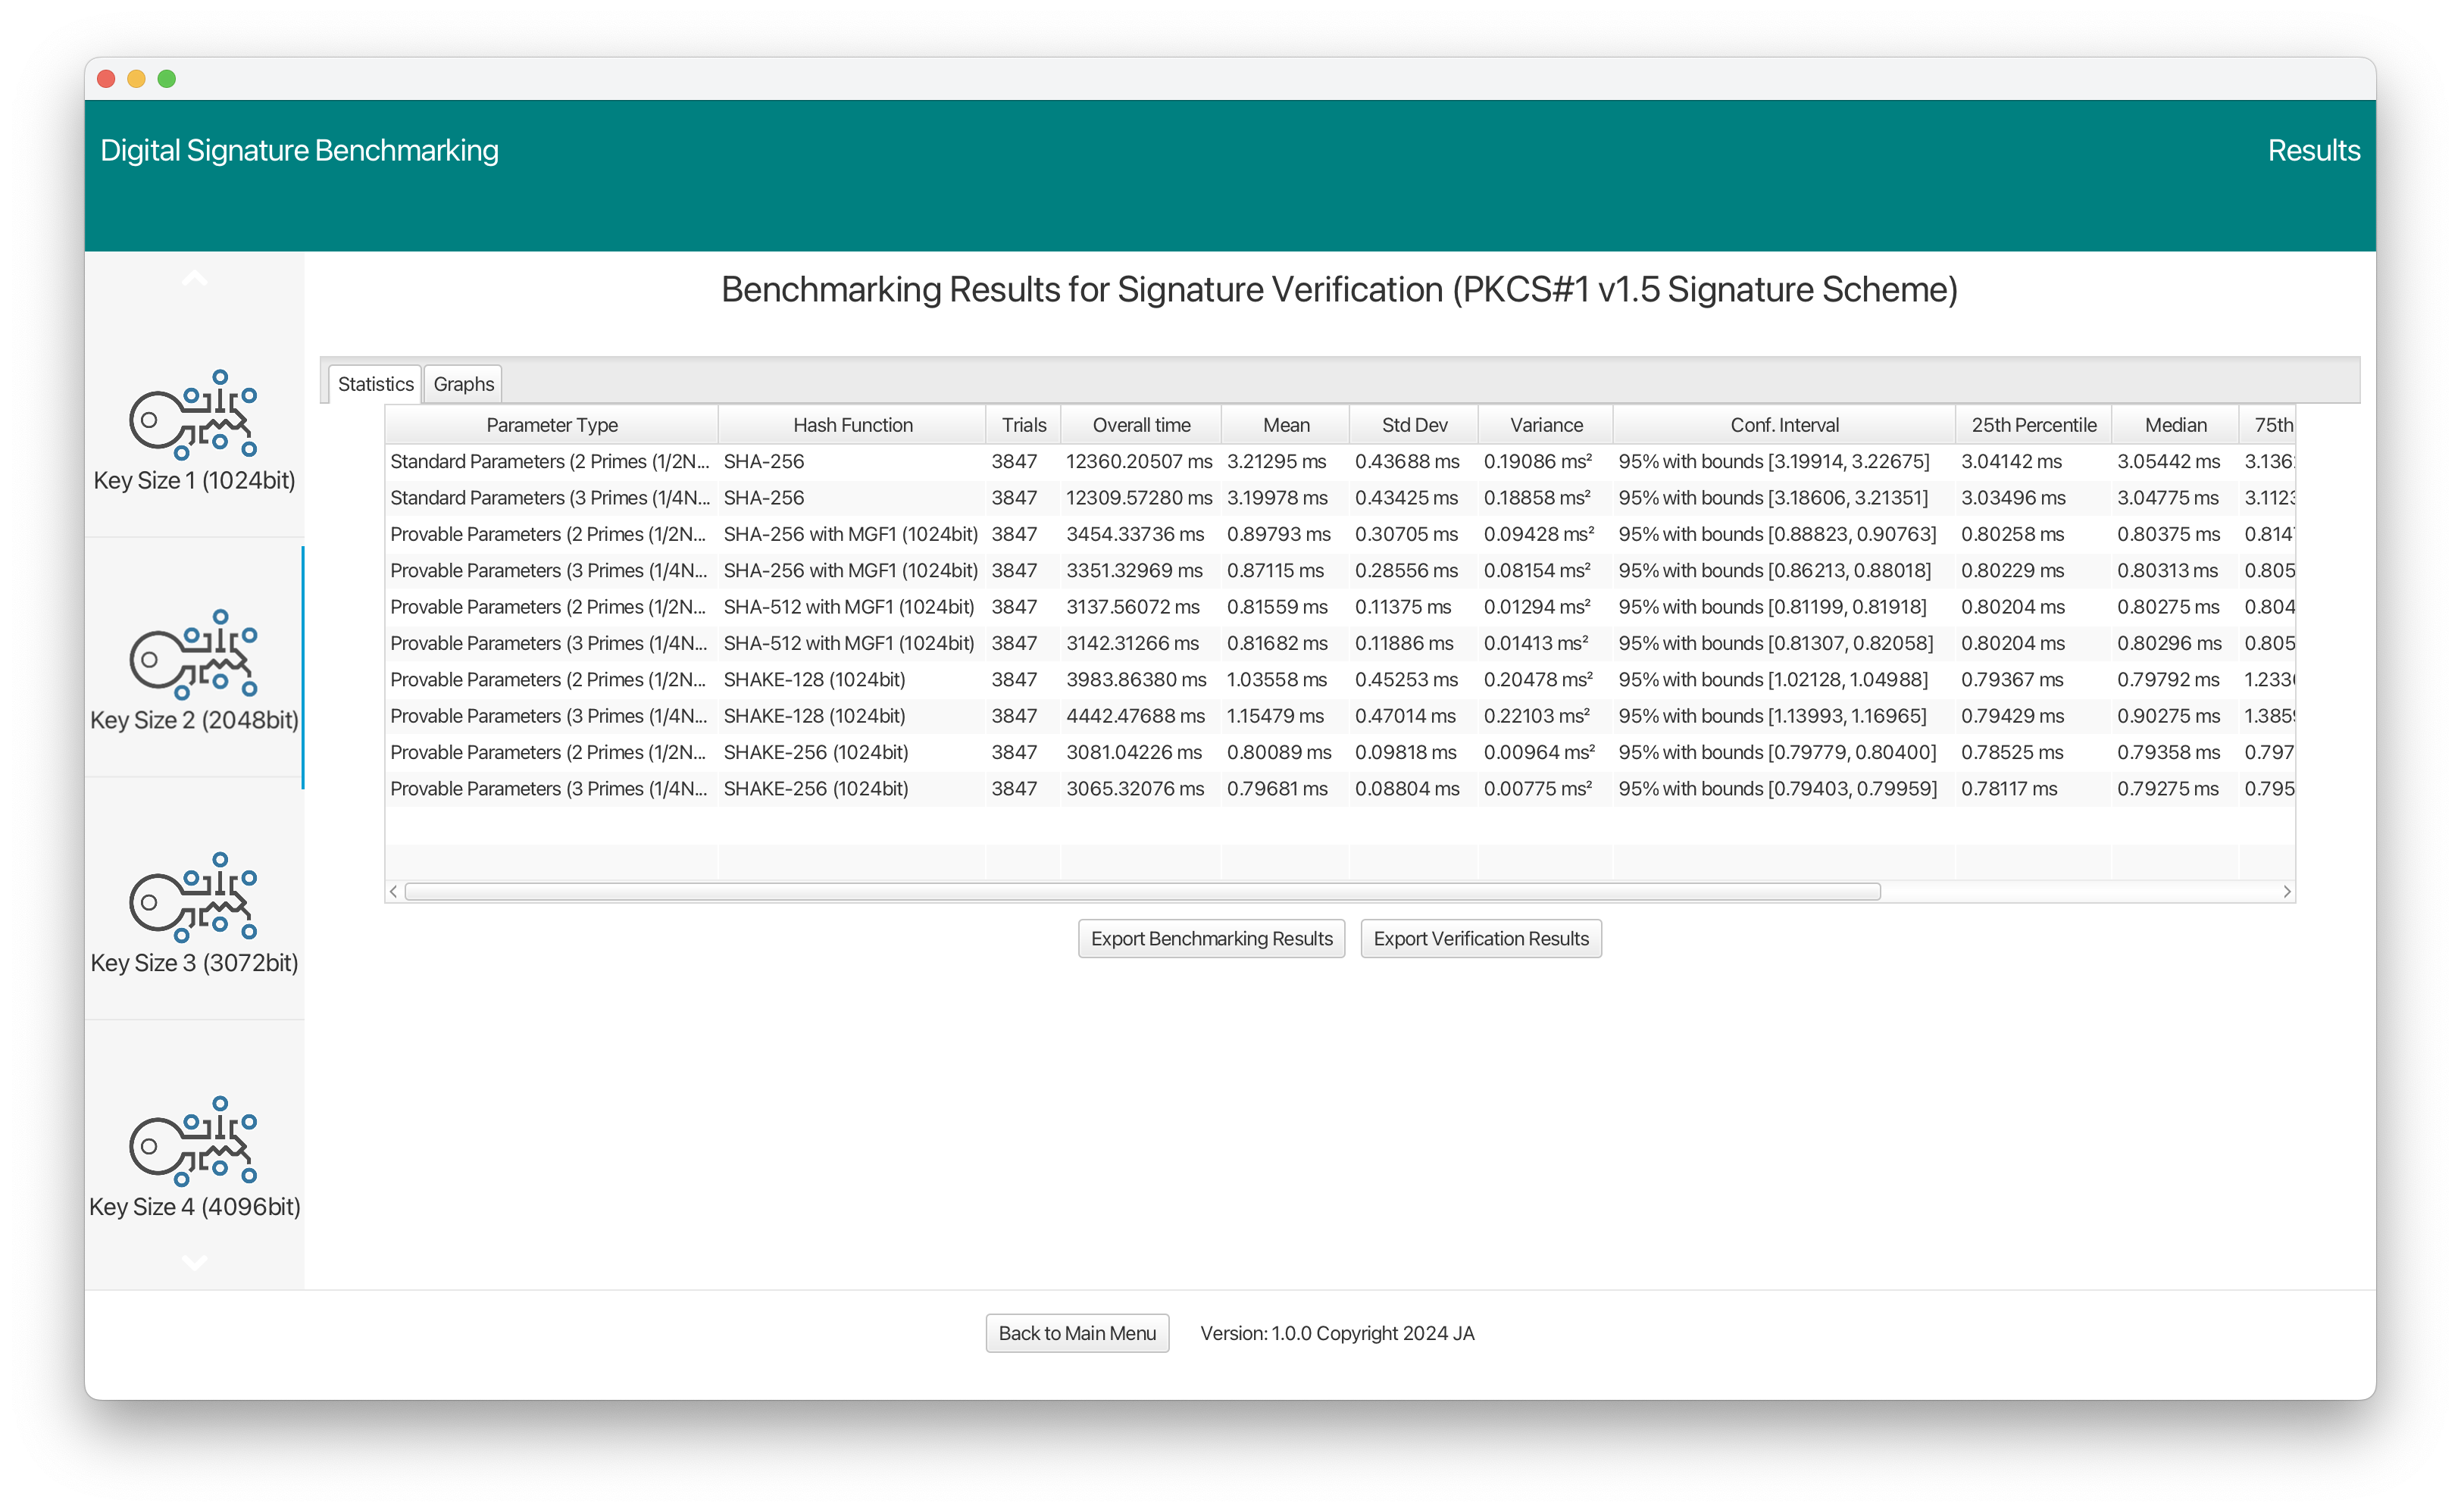 Digital Signature Benchmarking
Results
Key Size 1 (1024bit)
Key Size 2 (2048bit)
Key Size 3 (3072bit)
Key Size 4 (4096bit)
Benchmarking Results for Signature Verification (PKCS#1 v1.5 Signature Scheme)
Statistics Graphs
Parameter Type Hash Function Trials Overall time Mean Std Dev Variance Conf. Interval 25th Percentile Median 75th
Standard Parameters (2 Primes (1/2N... SHA-256 3847 12360.20507 ms 3.21295 ms 0.43688 ms 0.19086 ms² 95% with bounds [3.19914, 3.22675] 3.04142 ms 3.05442 ms 3.136
Standard Parameters (3 Primes (1/4N... SHA-256 3847 12309.57280 ms 3.19978 ms 0.43425 ms 0.18858 ms² 95% with bounds [3.18606, 3.21351] 3.03496 ms 3.04775 ms 3.1123
Provable Parameters (2 Primes (1/2N... SHA-256 with MGF1 (1024bit) 3847 3454.33736 ms 0.89793 ms 0.30705 ms 0.09428 ms² 95% with bounds [0.88823, 0.90763] 0.80258 ms 0.80375 ms 0.814
Provable Parameters (3 Primes (1/4N... SHA-256 with MGF1 (1024bit) 3847 3351.32969 ms 0.87115 ms 0.28556 ms 0.08154 ms² 95% with bounds [0.86213, 0.88018] 0.80229 ms 0.80313 ms 0.805
Provable Parameters (2 Primes (1/2N... SHA-512 with MGF1 (1024bit) 3847 3137.56072 ms 0.81559 ms 0.11375 ms 0.01294 ms² 95% with bounds [0.81199, 0.81918] 0.80204 ms 0.80275 ms 0.804
Provable Parameters (3 Primes (1/4N... SHA-512 with MGF1 (1024bit) 3847 3142.31266 ms 0.81682 ms 0.11886 ms 0.01413 ms² 95% with bounds [0.81307, 0.82058] 0.80204 ms 0.80296 ms 0.805
Provable Parameters (2 Primes (1/2N... SHAKE-128 (1024bit) 3847 3983.86380 ms 1.03558 ms 0.45253 ms 0.20478 ms² 95% with bounds [1.02128, 1.04988] 0.79367 ms 0.79792 ms 1.233
Provable Parameters (3 Primes (1/4N... SHAKE-128 (1024bit) 3847 4442.47688 ms 1.15479 ms 0.47014 ms 0.22103 ms² 95% with bounds [1.13993, 1.16965] 0.79429 ms 0.90275 ms 1.385
Provable Parameters (2 Primes (1/2N... SHAKE-256 (1024bit) 3847 3081.04226 ms 0.80089 ms 0.09818 ms 0.00964 ms² 95% with bounds [0.79779, 0.80400] 0.78525 ms 0.79358 ms 0.797
Provable Parameters (3 Primes (1/4N... SHAKE-256 (1024bit) 3847 3065.32076 ms 0.79681 ms 0.08804 ms 0.00775 ms² 95% with bounds [0.79403, 0.79959] 0.78117 ms 0.79275 ms 0.795
Export Benchmarking Results Export Verification Results
Back to Main Menu Version: 1.0.0 Copyright 2024 JA